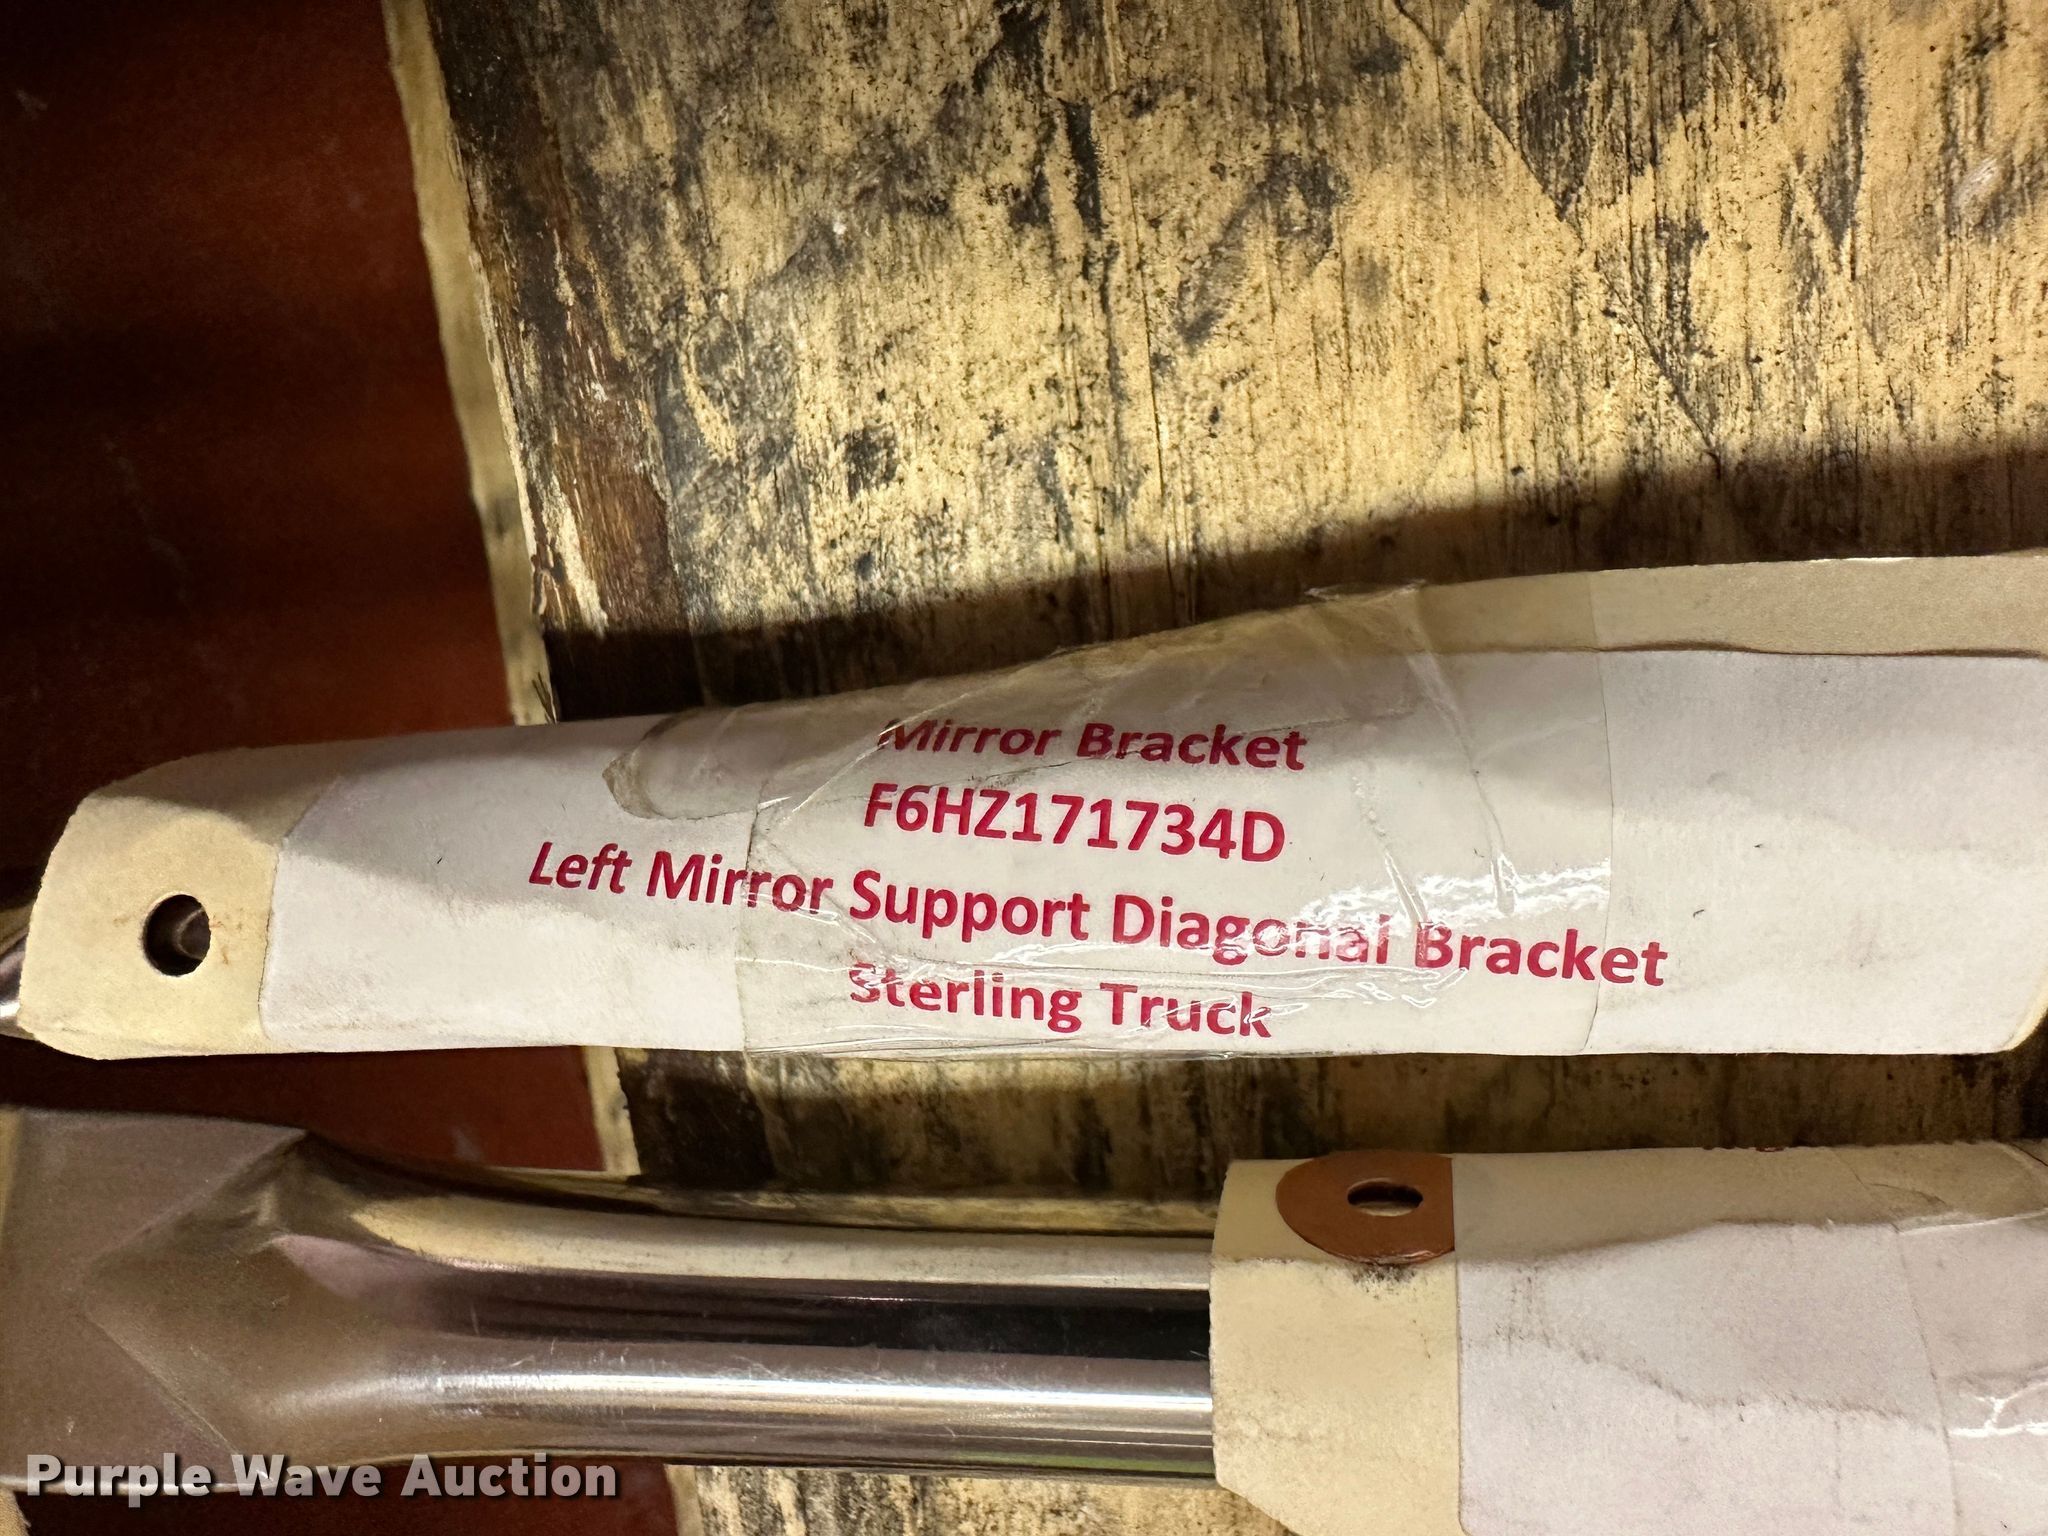 Mirror Bracket
F6HZ171734D
Left Mirror Support Diagonal Bracket
Sterling Truck
Purple Wave Auction